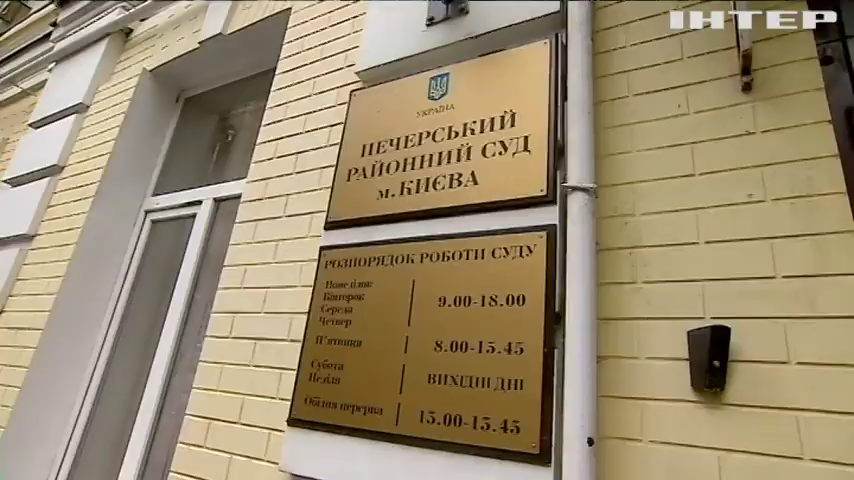 ІНТЕР
УКРАЇНА
ПЕЧЕРСЬКИЙ
РАЙОННИЙ СУД
м. КИЄВА
РОЗПОРЯДОК РОБОТИ СУДУ
Понеділок
Вівторок
Середа
Четвер
9.00-18.00
П'ятниця
8.00-15.45
Субота
Неділя
ВИХІДНІ ДНІ
Обідня перерва
13.00-13.45